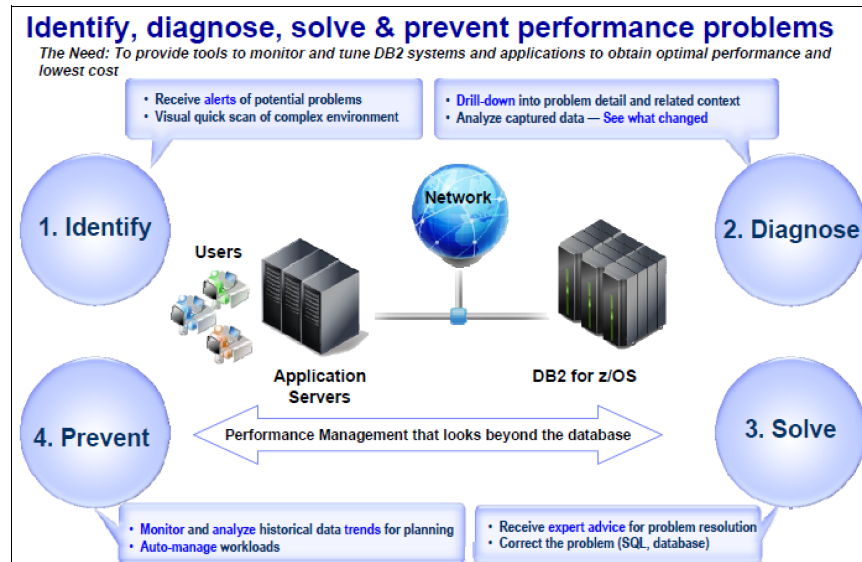 Identify, diagnose, solve & prevent performance problems
The Need: To provide tools to monitor and tune DB2 systems and applications to obtain optimal performance and
lowest cost
• Receive alerts of potential problems
• Visual quick scan of complex environment
• Drill-down into problem detail and related context
• Analyze captured data — See what changed
1. Identify
Network
2. Diagnose
Users
Application
Servers
DB2 for z/OS
4. Prevent
Performance Management that looks beyond the database
3. Solve
• Monitor and analyze historical data trends for planning
• Auto-manage workloads
• Receive expert advice for problem resolution
• Correct the problem (SQL, database)